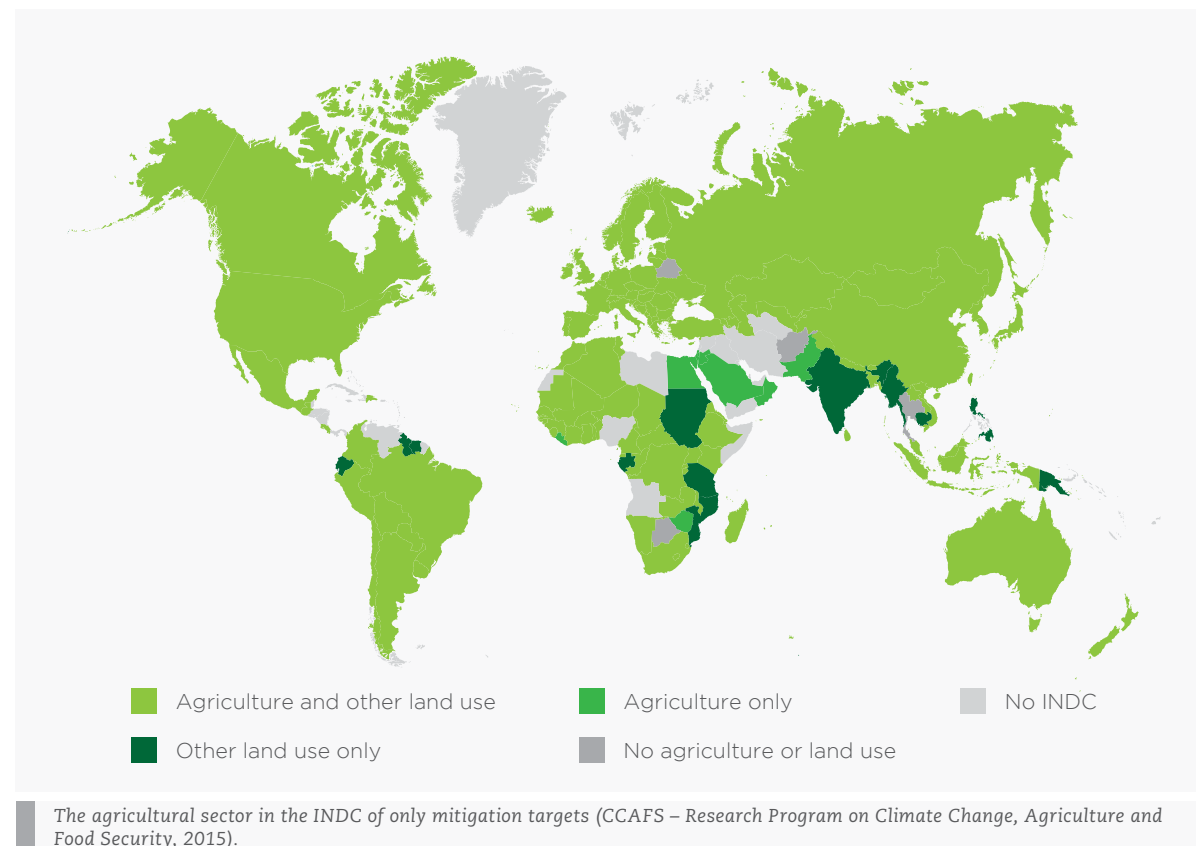 Agriculture and other land use
Agriculture only
No INDC
Other land use only
No agriculture or land use
The agricultural sector in the INDC of only mitigation targets (CCAFS – Research Program on Climate Change, Agriculture and
Food Security, 2015).